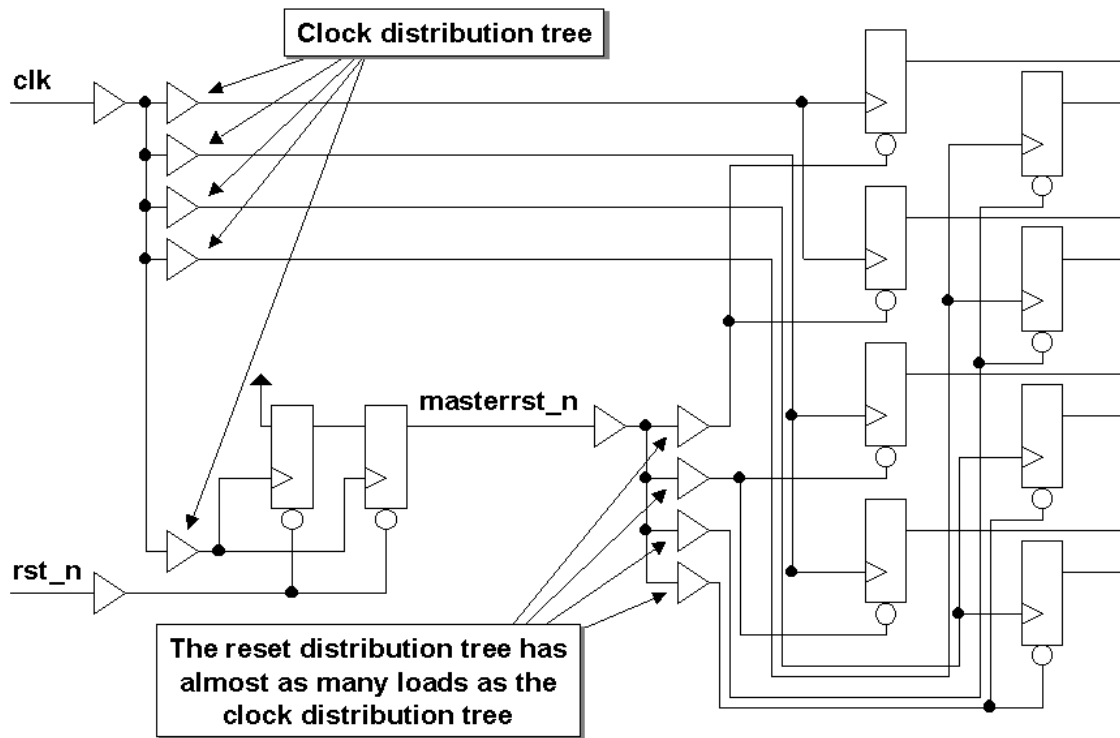 Clock distribution tree
clk
masterrst_n
rst_n
The reset distribution tree has
almost as many loads as the
clock distribution tree